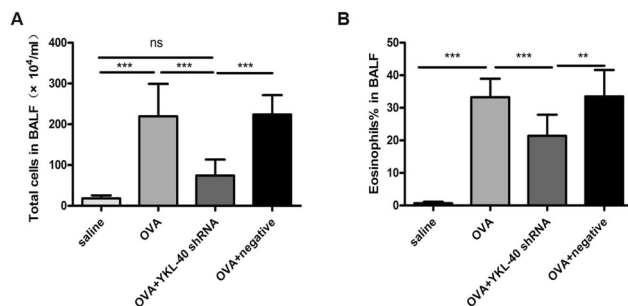 A
Total cells in BALF (× 10⁴/ml)
400
300
200
100
0
ns
***
***
***
saline
OVA
OVA+YKL-40 shRNA
OVA+negative
B
Eosinophils% in BALF
50
40
30
20
10
0
***
***
**
saline
OVA
OVA+YKL-40 shRNA
OVA+negative